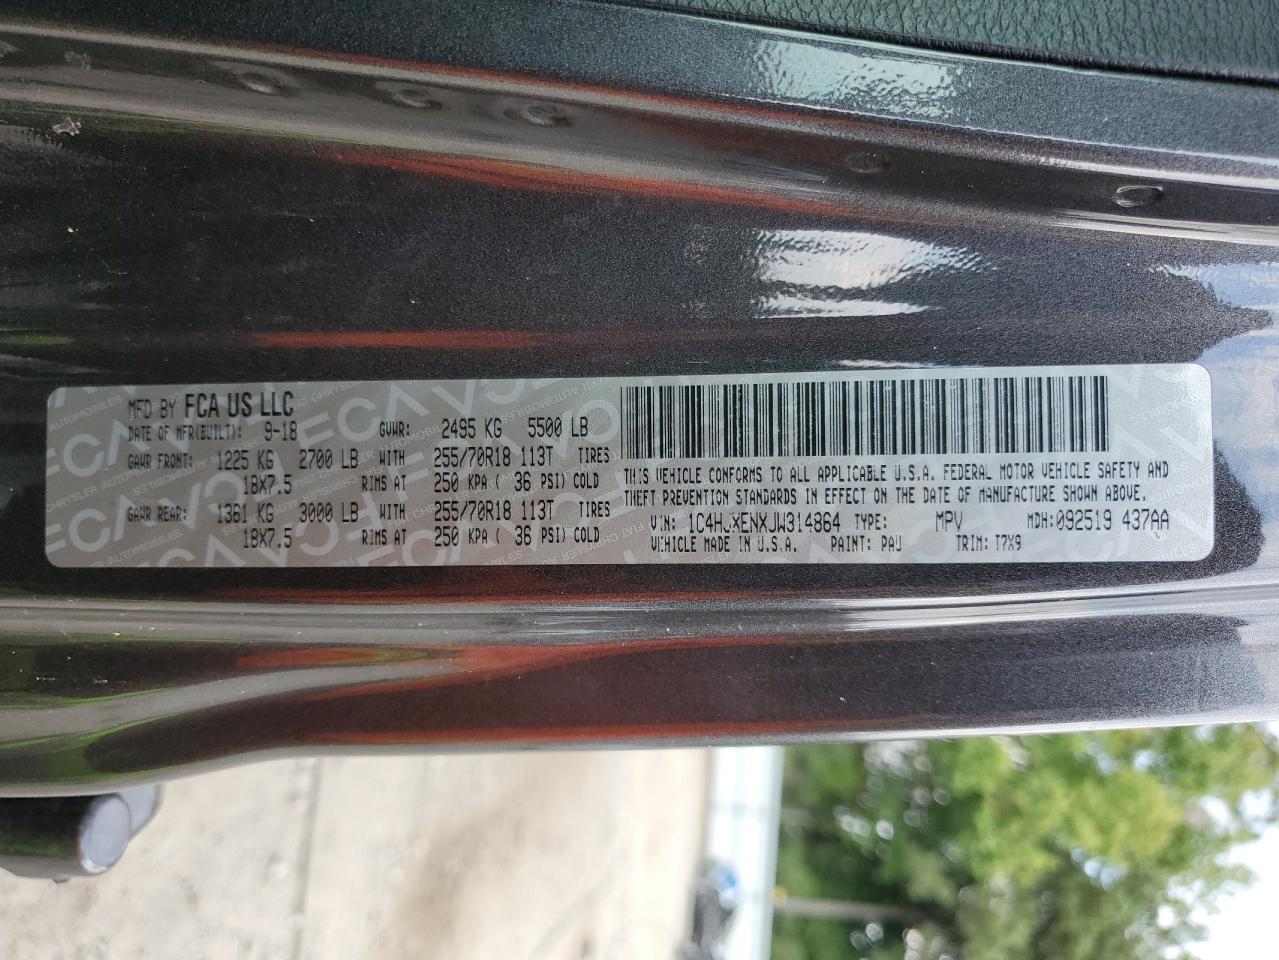 MFD BY FCA US LLC
DATE OF MFR(BUILT): 9-18 GVWR: 2495 KG 5500 LB
GAWR FRONT: 1225 KG 2700 LB WITH 255/70R18 113T TIRES
18X7.5 RIMS AT 250 KPA ( 36 PSI) COLD
GAWR REAR: 1361 KG 3000 LB WITH 255/70R18 113T TIRES
18X7.5 RIMS AT 250 KPA ( 36 PSI) COLD
THIS VEHICLE CONFORMS TO ALL APPLICABLE U.S.A. FEDERAL MOTOR VEHICLE SAFETY AND
THEFT PREVENTION STANDARDS IN EFFECT ON THE DATE OF MANUFACTURE SHOWN ABOVE.
VIN: 1C4HJXENXJW314864 TYPE: MPV MDH: 092519 437AA
VEHICLE MADE IN U.S.A. PAINT: PAU TRIM: T7X9